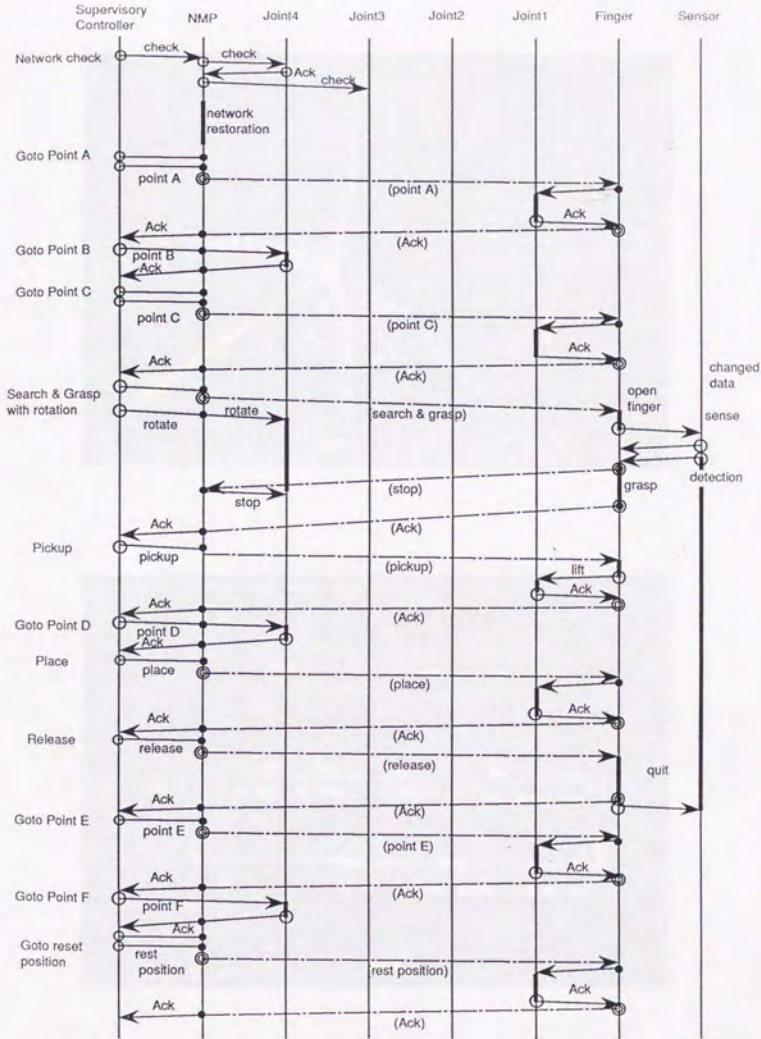 Supervisory
Controller
NMP
Joint4
Joint3
Joint2
Joint1
Finger
Sensor
Network check
check
check
Ack
check
network
restoration
Goto Point A
point A
(point A)
Ack
Ack
(Ack)
Goto Point B
point B
Ack
Goto Point C
point C
(point C)
Ack
Ack
(Ack)
changed
data
Search & Grasp
with rotation
rotate
rotate
search & grasp)
open
finger
sense
detection
(stop)
grasp
stop
Ack
(Ack)
Pickup
pickup
(pickup)
lift
Ack
Ack
(Ack)
Goto Point D
point D
Ack
Place
place
(place)
Ack
Ack
(Ack)
Release
release
(release)
quit
Ack
(Ack)
Goto Point E
point E
(point E)
Ack
Ack
(Ack)
Goto Point F
point F
Ack
Goto reset
position
rest
position
rest position)
Ack
Ack
(Ack)